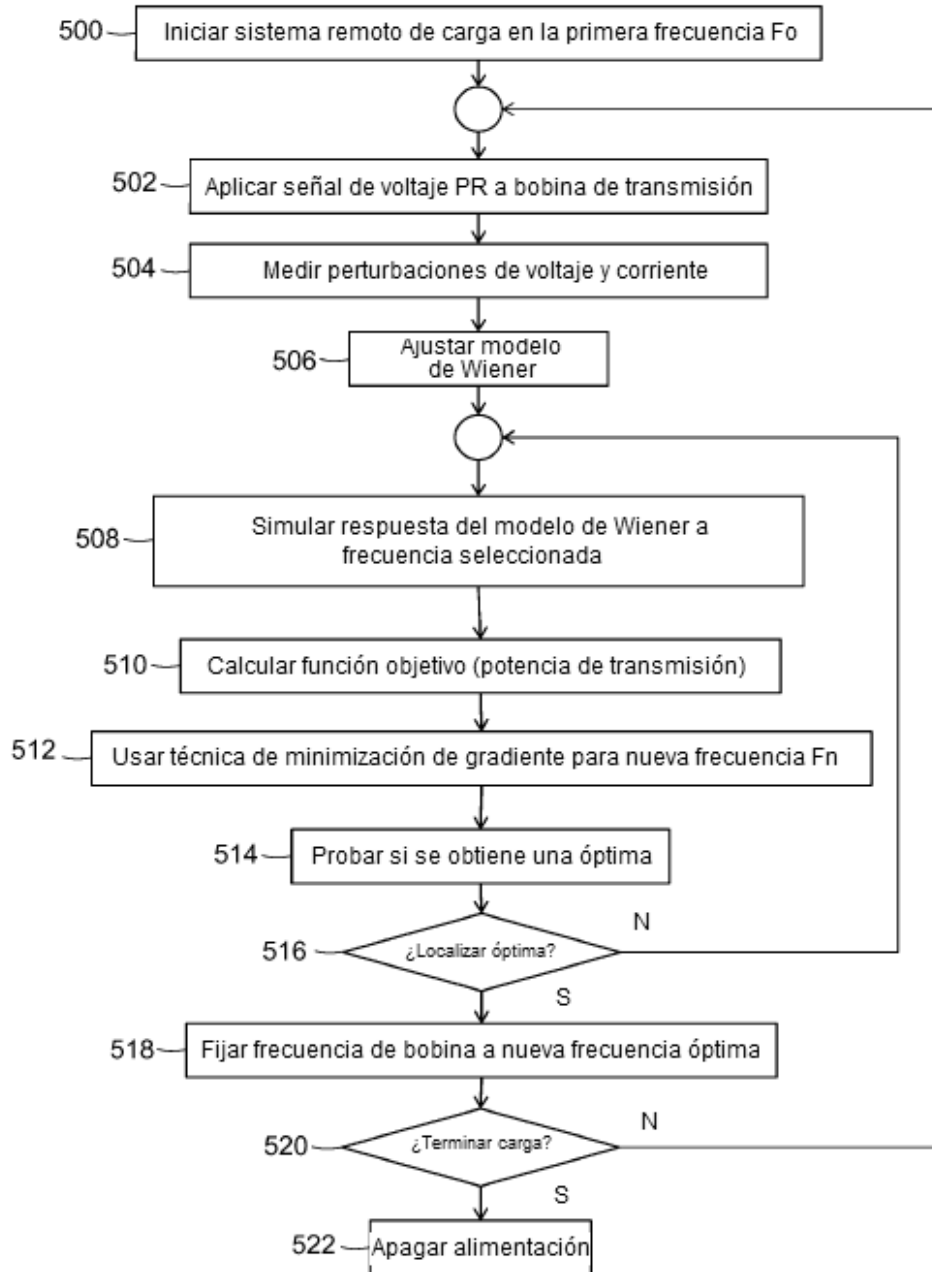 500
Iniciar sistema remoto de carga en la primera frecuencia Fo
502
Aplicar señal de voltaje PR a bobina de transmisión
504
Medir perturbaciones de voltaje y corriente
506
Ajustar modelo
de Wiener
508
Simular respuesta del modelo de Wiener a
frecuencia seleccionada
510
Calcular función objetivo (potencia de transmisión)
512
Usar técnica de minimización de gradiente para nueva frecuencia Fn
514
Probar si se obtiene una óptima
516
¿Localizar óptima?
N
S
518
Fijar frecuencia de bobina a nueva frecuencia óptima
520
¿Terminar carga?
N
S
522
Apagar alimentación